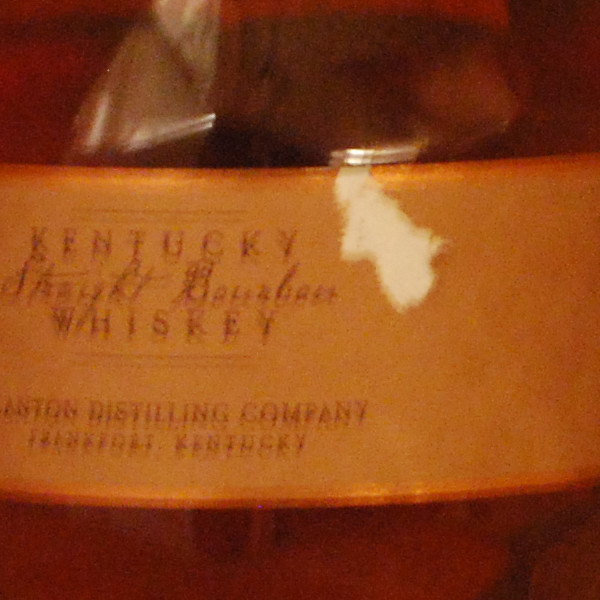 KENTUCKY
Straight Bourbon
WHISKEY
DISTILLING COMPANY
FRANKFORT, KENTUCKY